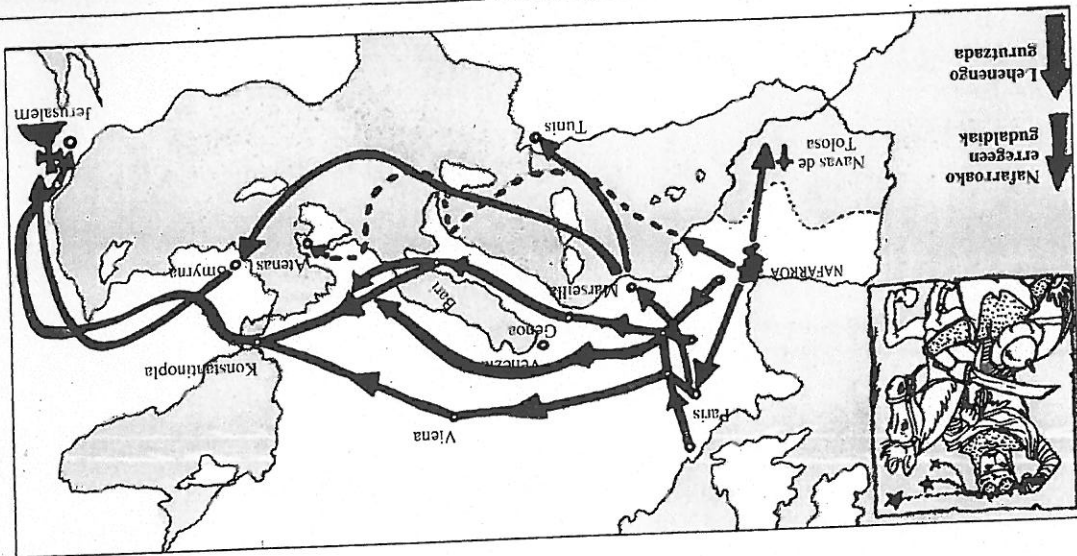 Paris
Viena
Konstantinopla
Genoa
Bari
Marseilla
NAFARROA
Atenas
Smyrna
Navas de
Tolosa
Tunis
Jerusalem
Nafarroako
erregeen
gudaldiak
Lehenengo
gurutzada